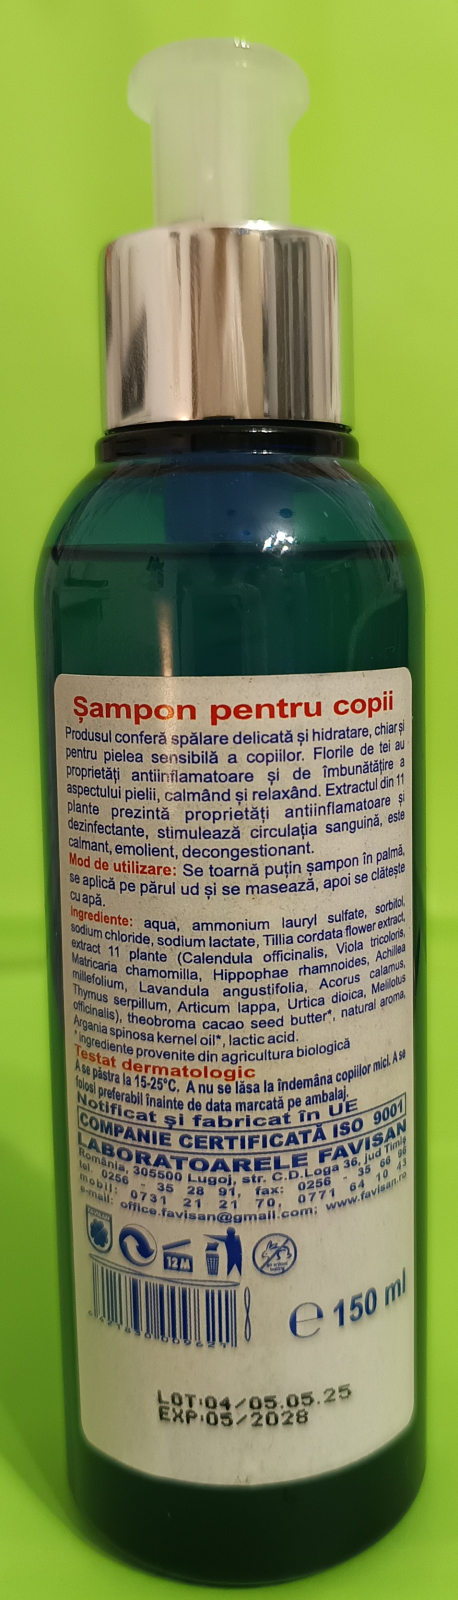 Șampon pentru copii
Produsul conferă spălare delicată și hidratare, chiar și
pentru pielea sensibilă a copiilor. Florile de tei au
proprietăți antiinflamatoare și de îmbunătățire a
aspectului pielii, calmând și relaxând. Extractul din 11
plante prezintă proprietăți antiinflamatoare și
dezinfectante, stimulează circulația sanguină, este
calmant, emolient, decongestionant.
Mod de utilizare: Se toarnă puțin șampon în palmă,
se aplică pe părul ud și se masează, apoi se clătește
cu apă.
Ingrediente: aqua, ammonium lauryl sulfate, sorbitol,
sodium chloride, sodium lactate, Tillia cordata flower extract,
extract 11 plante (Calendula officinalis, Viola tricoloris,
Matricaria chamomilla, Hippophae rhamnoides, Achillea
millefolium, Lavandula angustifolia, Acorus calamus,
Thymus serpillum, Articum lappa, Urtica dioica, Melilotus
officinalis), theobroma cacao seed butter*, natural aroma,
Argania spinosa kernel oil*, lactic acid.
*ingrediente provenite din agricultura biologică
Testat dermatologic
A se păstra la 15-25°C. A nu se lăsa la îndemâna copiilor mici. A se
folosi preferabil înainte de data marcată pe ambalaj.
Notificat și fabricat în UE
COMPANIE CERTIFICATĂ ISO 9001
LABORATOARELE FAVISAN
România, 305500 Lugoj, str. C.D.Loga 36, jud Timiș
tel. 0256 - 35 28 91, fax: 0256 - 35 66 98
mobil: 0731 21 21 70, 0771 64 10 43
e-mail: office.favisan@gmail.com; www.favisan.ro
12M
℮ 150 ml
LOT:04/05.05.25
EXP:05/2028